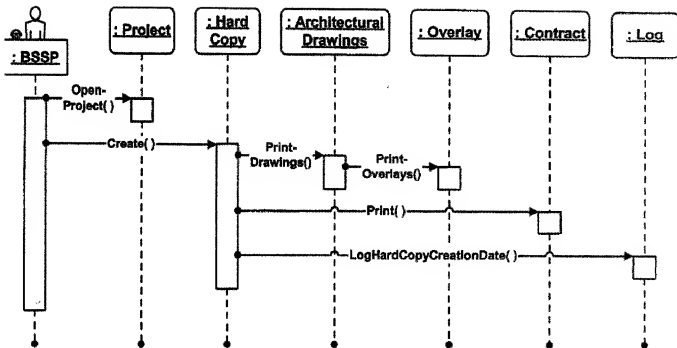 : BSSP
: Project
: Hard
Copy
: Architectural
Drawings
: Overlay
: Contract
: Log
Open-
Project( )
Create( )
Print-
Drawings()
Print-
Overlays()
Print( )
LogHardCopyCreationDate( )